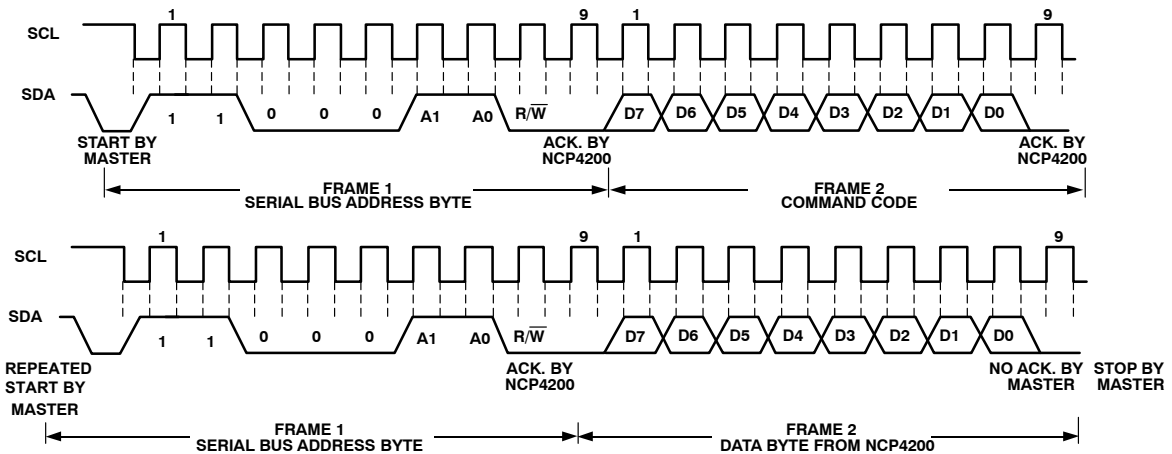 1 9 1 9
SCL
SDA
1 1 0 0 0 A1 A0 R/W̅ D7 D6 D5 D4 D3 D2 D1 D0
START BY
MASTER
ACK. BY
NCP4200
ACK. BY
NCP4200
FRAME 1
SERIAL BUS ADDRESS BYTE
FRAME 2
COMMAND CODE
1 9 1 9
SCL
SDA
1 1 0 0 0 A1 A0 R/W̅ D7 D6 D5 D4 D3 D2 D1 D0
REPEATED
START BY
MASTER
ACK. BY
NCP4200
NO ACK. BY
MASTER
STOP BY
MASTER
FRAME 1
SERIAL BUS ADDRESS BYTE
FRAME 2
DATA BYTE FROM NCP4200